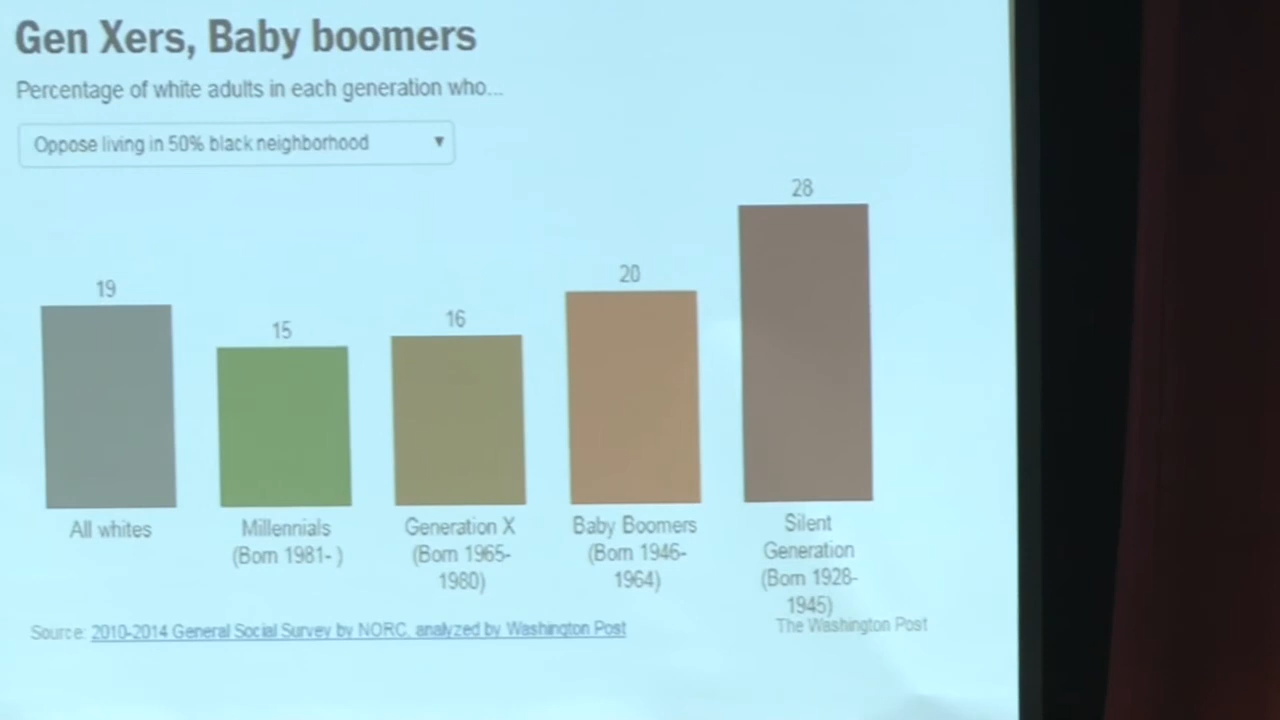 Gen Xers, Baby boomers
Percentage of white adults in each generation who...
Oppose living in 50% black neighborhood
19
15
16
20
28
All whites
Millennials
(Born 1981- )
Generation X
(Born 1965-
1980)
Baby Boomers
(Born 1946-
1964)
Silent
Generation
(Born 1928-
1945)
Source: 2010-2014 General Social Survey by NORC, analyzed by Washington Post
The Washington Post